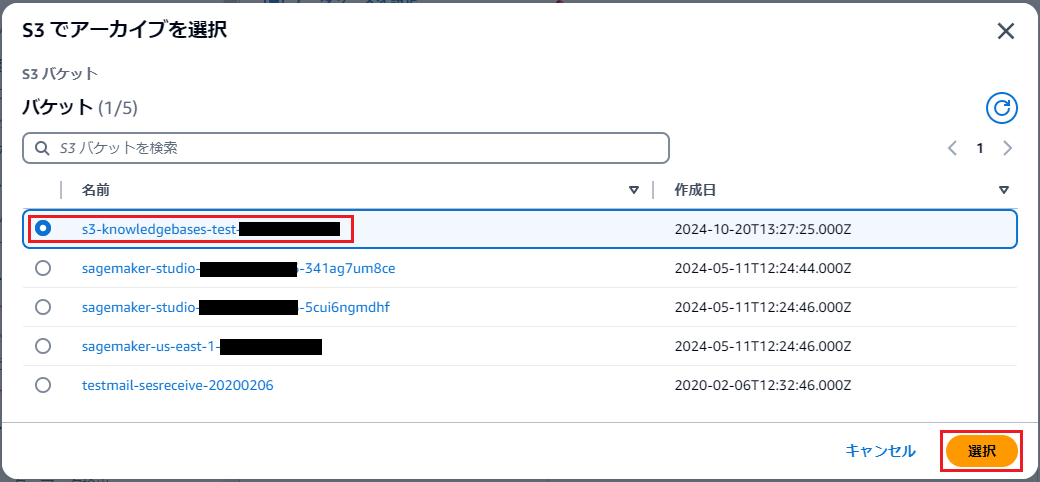 S3 でアーカイブを選択
S3 バケット
バケット (1/5)
S3 バケットを検索
1
名前 作成日
s3-knowledgebases-test- 2024-10-20T13:27:25.000Z
sagemaker-studio- -341ag7um8ce 2024-05-11T12:24:44.000Z
sagemaker-studio- -5cui6ngmdhf 2024-05-11T12:24:46.000Z
sagemaker-us-east-1- 2024-05-11T12:24:46.000Z
testmail-sesreceive-20200206 2020-02-06T12:32:46.000Z
キャンセル 選択